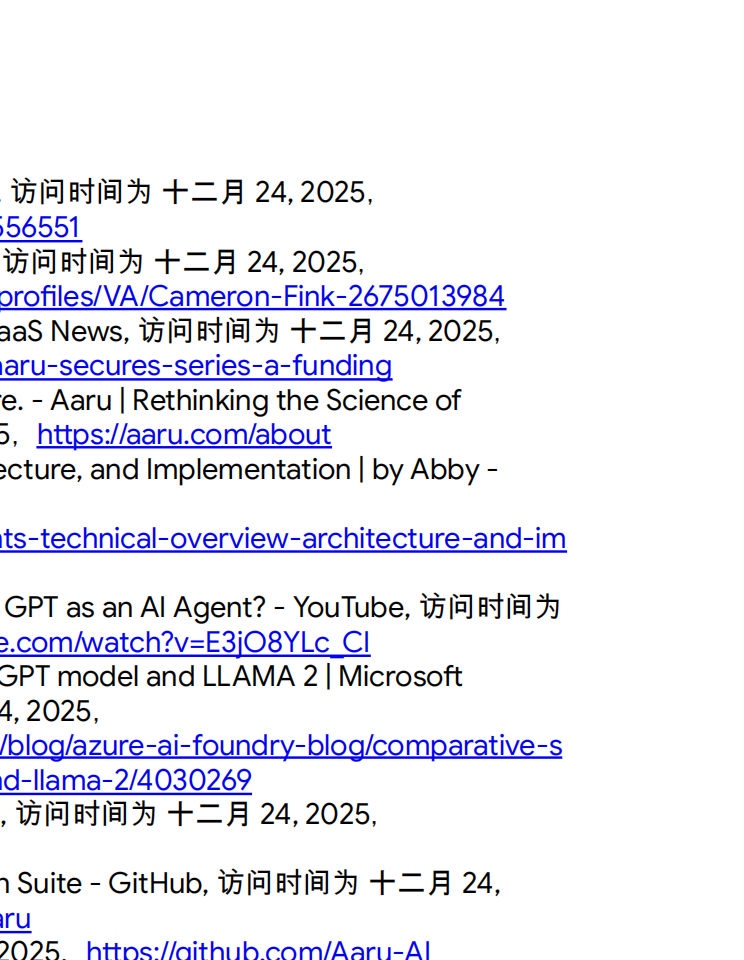 访问时间为 十二月 24, 2025,
556551
访问时间为 十二月 24, 2025,
profiles/VA/Cameron-Fink-2675013984
aaS News, 访问时间为 十二月 24, 2025,
aaru-secures-series-a-funding
re. - Aaru | Rethinking the Science of
5, https://aaru.com/about
ecture, and Implementation | by Abby -
nts-technical-overview-architecture-and-im
GPT as an AI Agent? - YouTube, 访问时间为
e.com/watch?v=E3jO8YLc_CI
GPT model and LLAMA 2 | Microsoft
4, 2025,
/blog/azure-ai-foundry-blog/comparative-s
nd-llama-2/4030269
, 访问时间为 十二月 24, 2025,
n Suite - GitHub, 访问时间为 十二月 24,
aru
2025, https://github.com/Aaru-AI